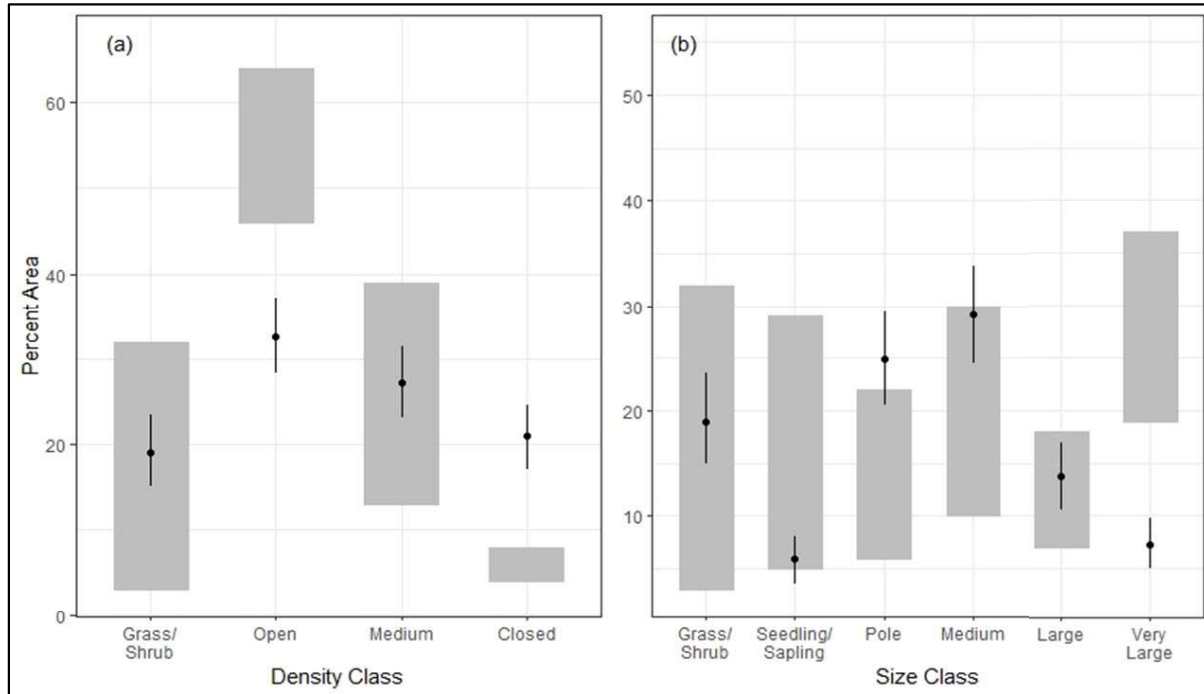 (a)
(b)
Percent Area
60
40
20
0
Grass/
Shrub
Open
Medium
Closed
Density Class
50
40
30
20
10
Grass/
Shrub
Seedling/
Sapling
Pole
Medium
Large
Very
Large
Size Class